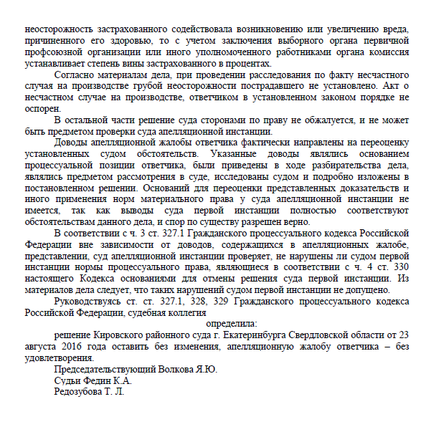 неосторожность застрахованного содействовала возникновению или увеличению вреда,
причиненного его здоровью, то с учетом заключения выборного органа первичной
профсоюзной организации или иного уполномоченного работниками органа комиссия
устанавливает степень вины застрахованного в процентах.
Согласно материалам дела, при проведении расследования по факту несчастного
случая на производстве грубой неосторожности пострадавшего не установлено. Акт о
несчастном случае на производстве, ответчиком в установленном законом порядке не
оспорен.
В остальной части решение суда сторонами по праву не обжалуется, и не может
быть предметом проверки суда апелляционной инстанции.
Доводы апелляционной жалобы ответчика фактически направлены на переоценку
установленных судом обстоятельств. Указанные доводы являлись основанием
процессуальной позиции ответчика, были приведены в ходе разбирательства дела,
являлись предметом рассмотрения в суде, исследованы судом и подробно изложены в
постановленном решении. Оснований для переоценки представленных доказательств и
иного применения норм материального права у суда апелляционной инстанции не
имеется, так как выводы суда первой инстанции полностью соответствуют
обстоятельствам данного дела, и спор по существу разрешен верно.
В соответствии с ч. 3 ст. 327.1 Гражданского процессуального кодекса Российской
Федерации вне зависимости от доводов, содержащихся в апелляционных жалобе,
представлении, суд апелляционной инстанции проверяет, не нарушены ли судом первой
инстанции нормы процессуального права, являющиеся в соответствии с ч. 4 ст. 330
настоящего Кодекса основаниями для отмены решения суда первой инстанции. Из
материалов дела следует, что таких нарушений судом первой инстанции не допущено.
Руководствуясь ст. ст. 327.1, 328, 329 Гражданского процессуального кодекса
Российской Федерации, судебная коллегия
определила:
решение Кировского районного суда г. Екатеринбурга Свердловской области от 23
августа 2016 года оставить без изменения, апелляционную жалобу ответчика – без
удовлетворения.
Председательствующий Волкова Я.Ю.
Судьи Федин К.А.
Редозубова Т. Л.